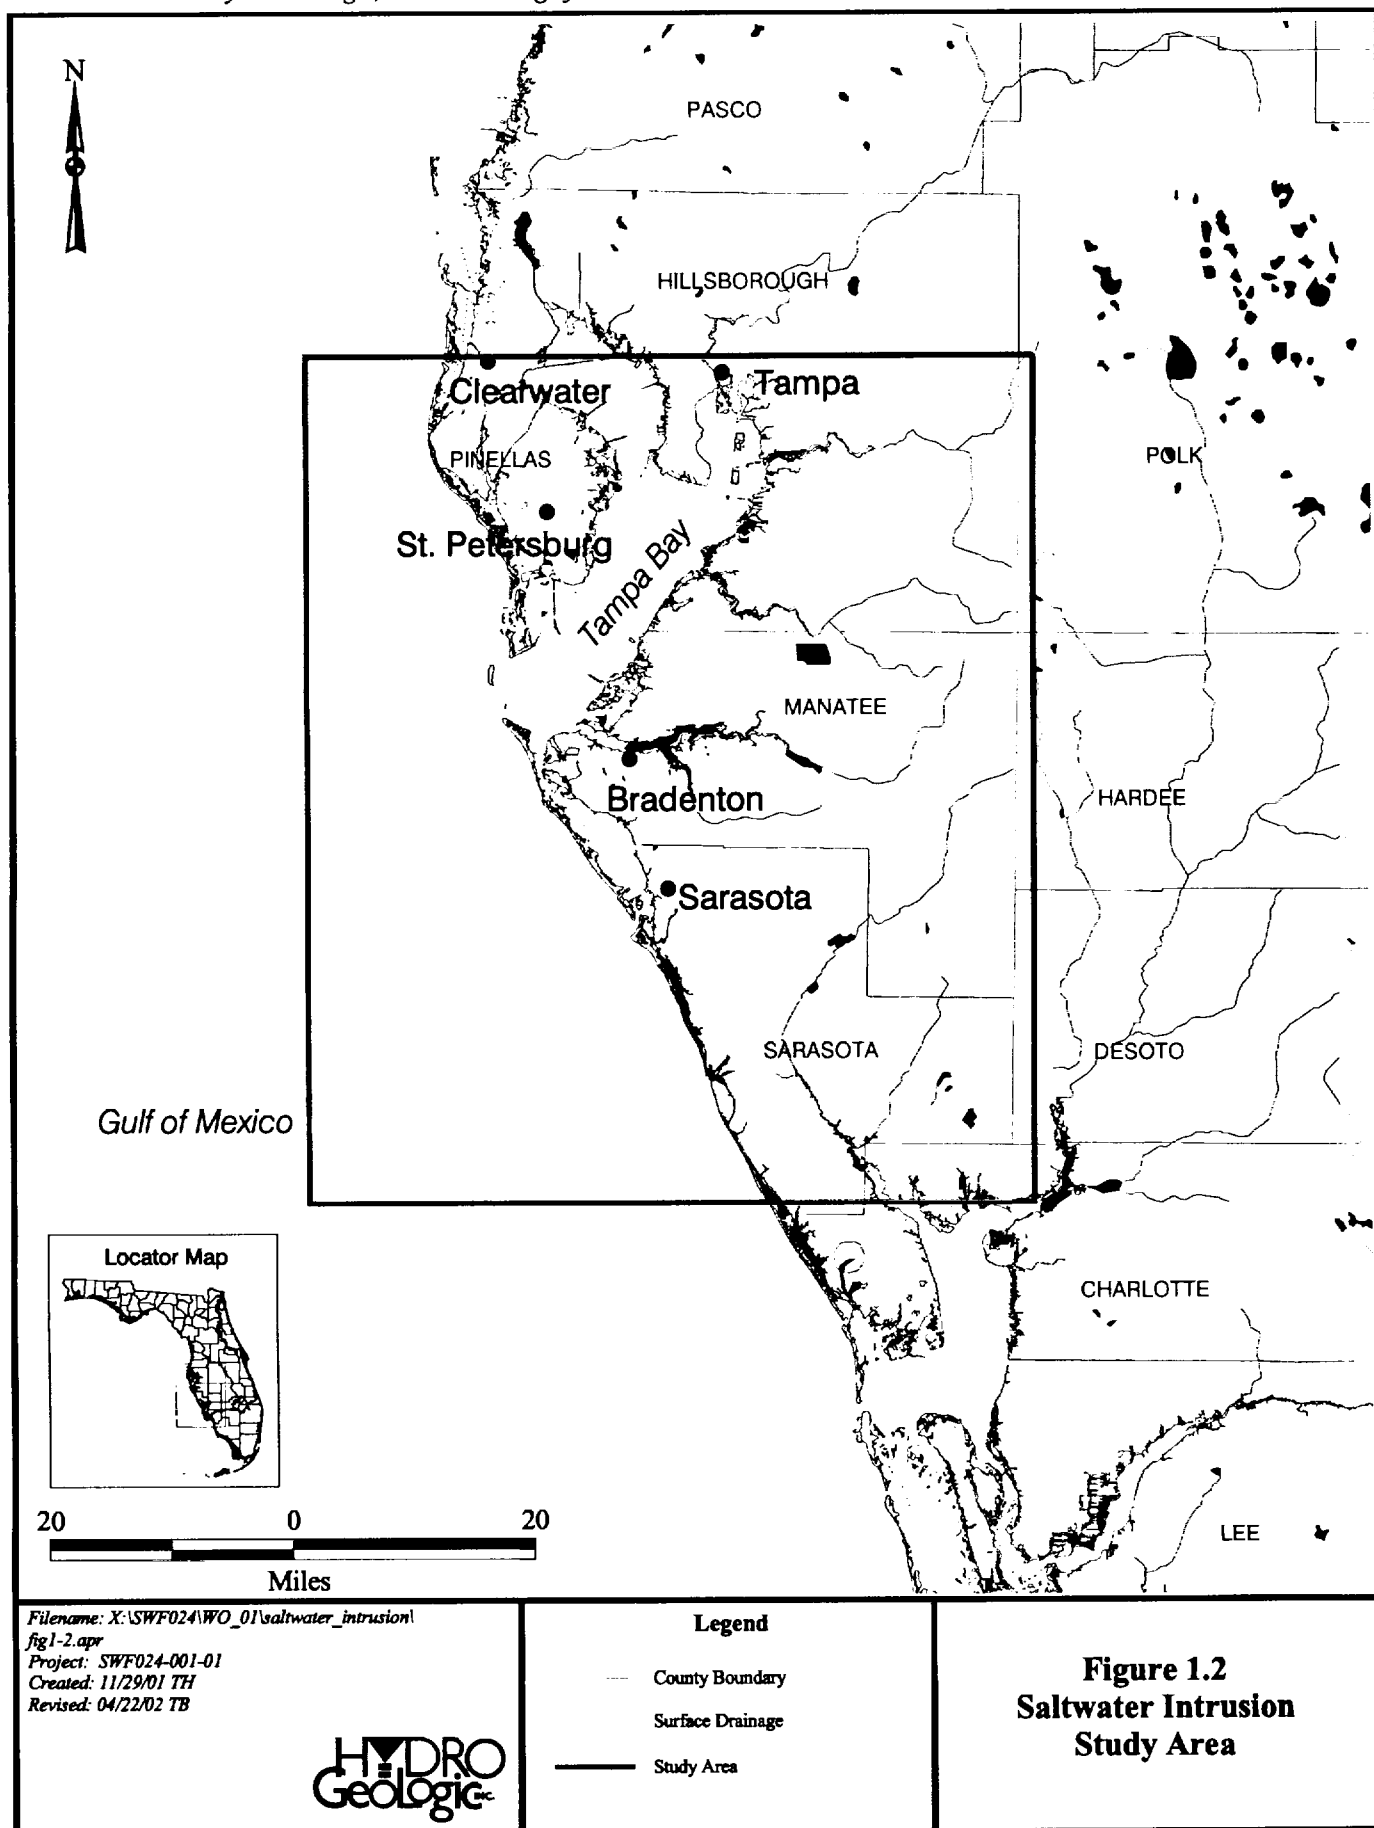 N
PASCO
HILLSBOROUGH
Clearwater
Tampa
PINELLAS
POLK
St. Petersburg
Tampa Bay
MANATEE
HARDEE
Bradenton
Sarasota
SARASOTA
DESOTO
Gulf of Mexico
Locator Map
CHARLOTTE
20 0 20
LEE
Miles
Filename: X:\SWF024\WO_01\saltwater_intrusion\
fig1-2.apr
Project: SWF024-001-01
Created: 11/29/01 TH
Revised: 04/22/02 TB
HYDRO
GeoLogic INC.
Legend
County Boundary
Surface Drainage
Study Area
Figure 1.2
Saltwater Intrusion
Study Area